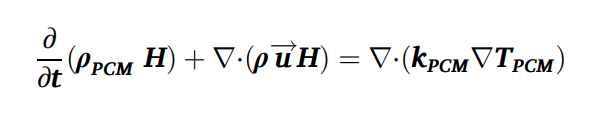 ∂/∂t(ρ_PCM H) + ∇·(ρ u⃗ H) = ∇·(k_PCM ∇T_PCM)